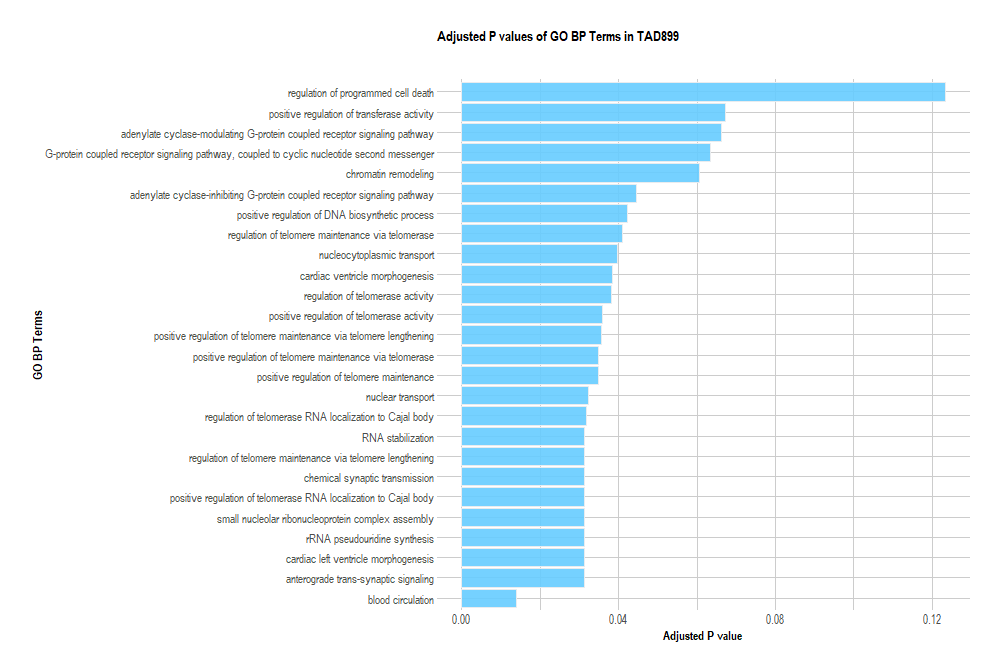 Adjusted P values of GO BP Terms in TAD899
regulation of programmed cell death
positive regulation of transferase activity
adenylate cyclase-modulating G-protein coupled receptor signaling pathway
G-protein coupled receptor signaling pathway, coupled to cyclic nucleotide second messenger
chromatin remodeling
adenylate cyclase-inhibiting G-protein coupled receptor signaling pathway
positive regulation of DNA biosynthetic process
regulation of telomere maintenance via telomerase
nucleocytoplasmic transport
cardiac ventricle morphogenesis
regulation of telomerase activity
positive regulation of telomerase activity
positive regulation of telomere maintenance via telomere lengthening
positive regulation of telomere maintenance via telomerase
positive regulation of telomere maintenance
nuclear transport
regulation of telomerase RNA localization to Cajal body
RNA stabilization
regulation of telomere maintenance via telomere lengthening
chemical synaptic transmission
positive regulation of telomerase RNA localization to Cajal body
small nucleolar ribonucleoprotein complex assembly
rRNA pseudouridine synthesis
cardiac left ventricle morphogenesis
anterograde trans-synaptic signaling
blood circulation
GO BP Terms
0.00 0.04 0.08 0.12
Adjusted P value